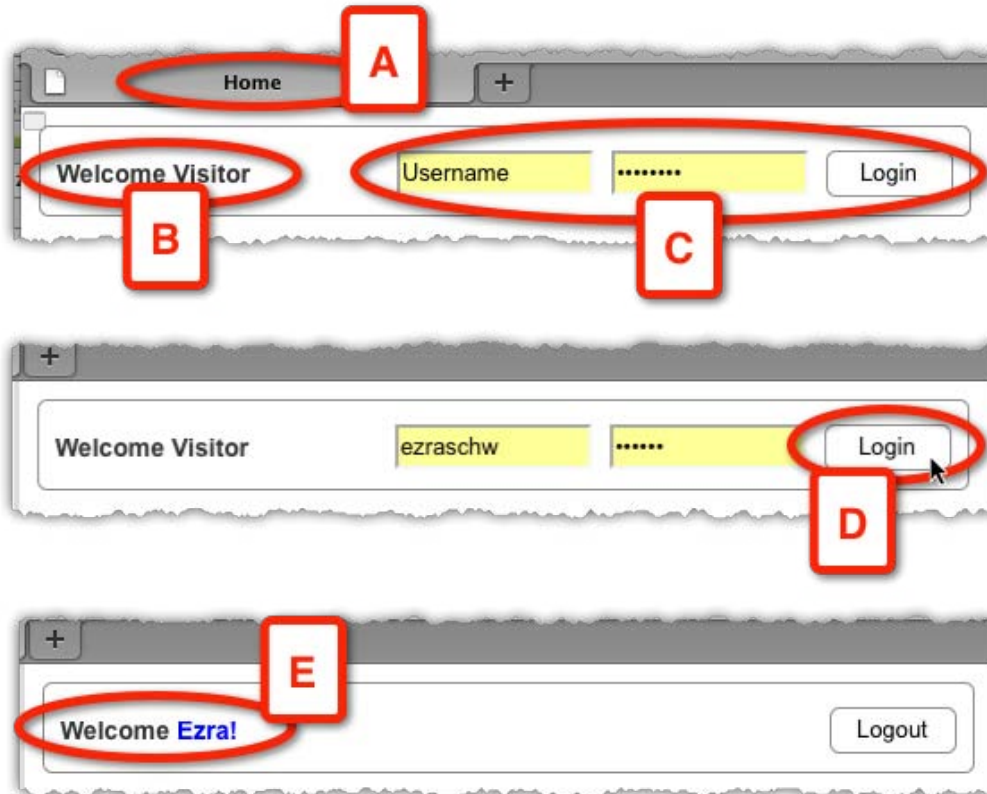 A
Home
+
Welcome Visitor
Username
••••••••
Login
B
C
+
Welcome Visitor
ezraschw
••••••
Login
D
+
E
Welcome Ezra!
Logout